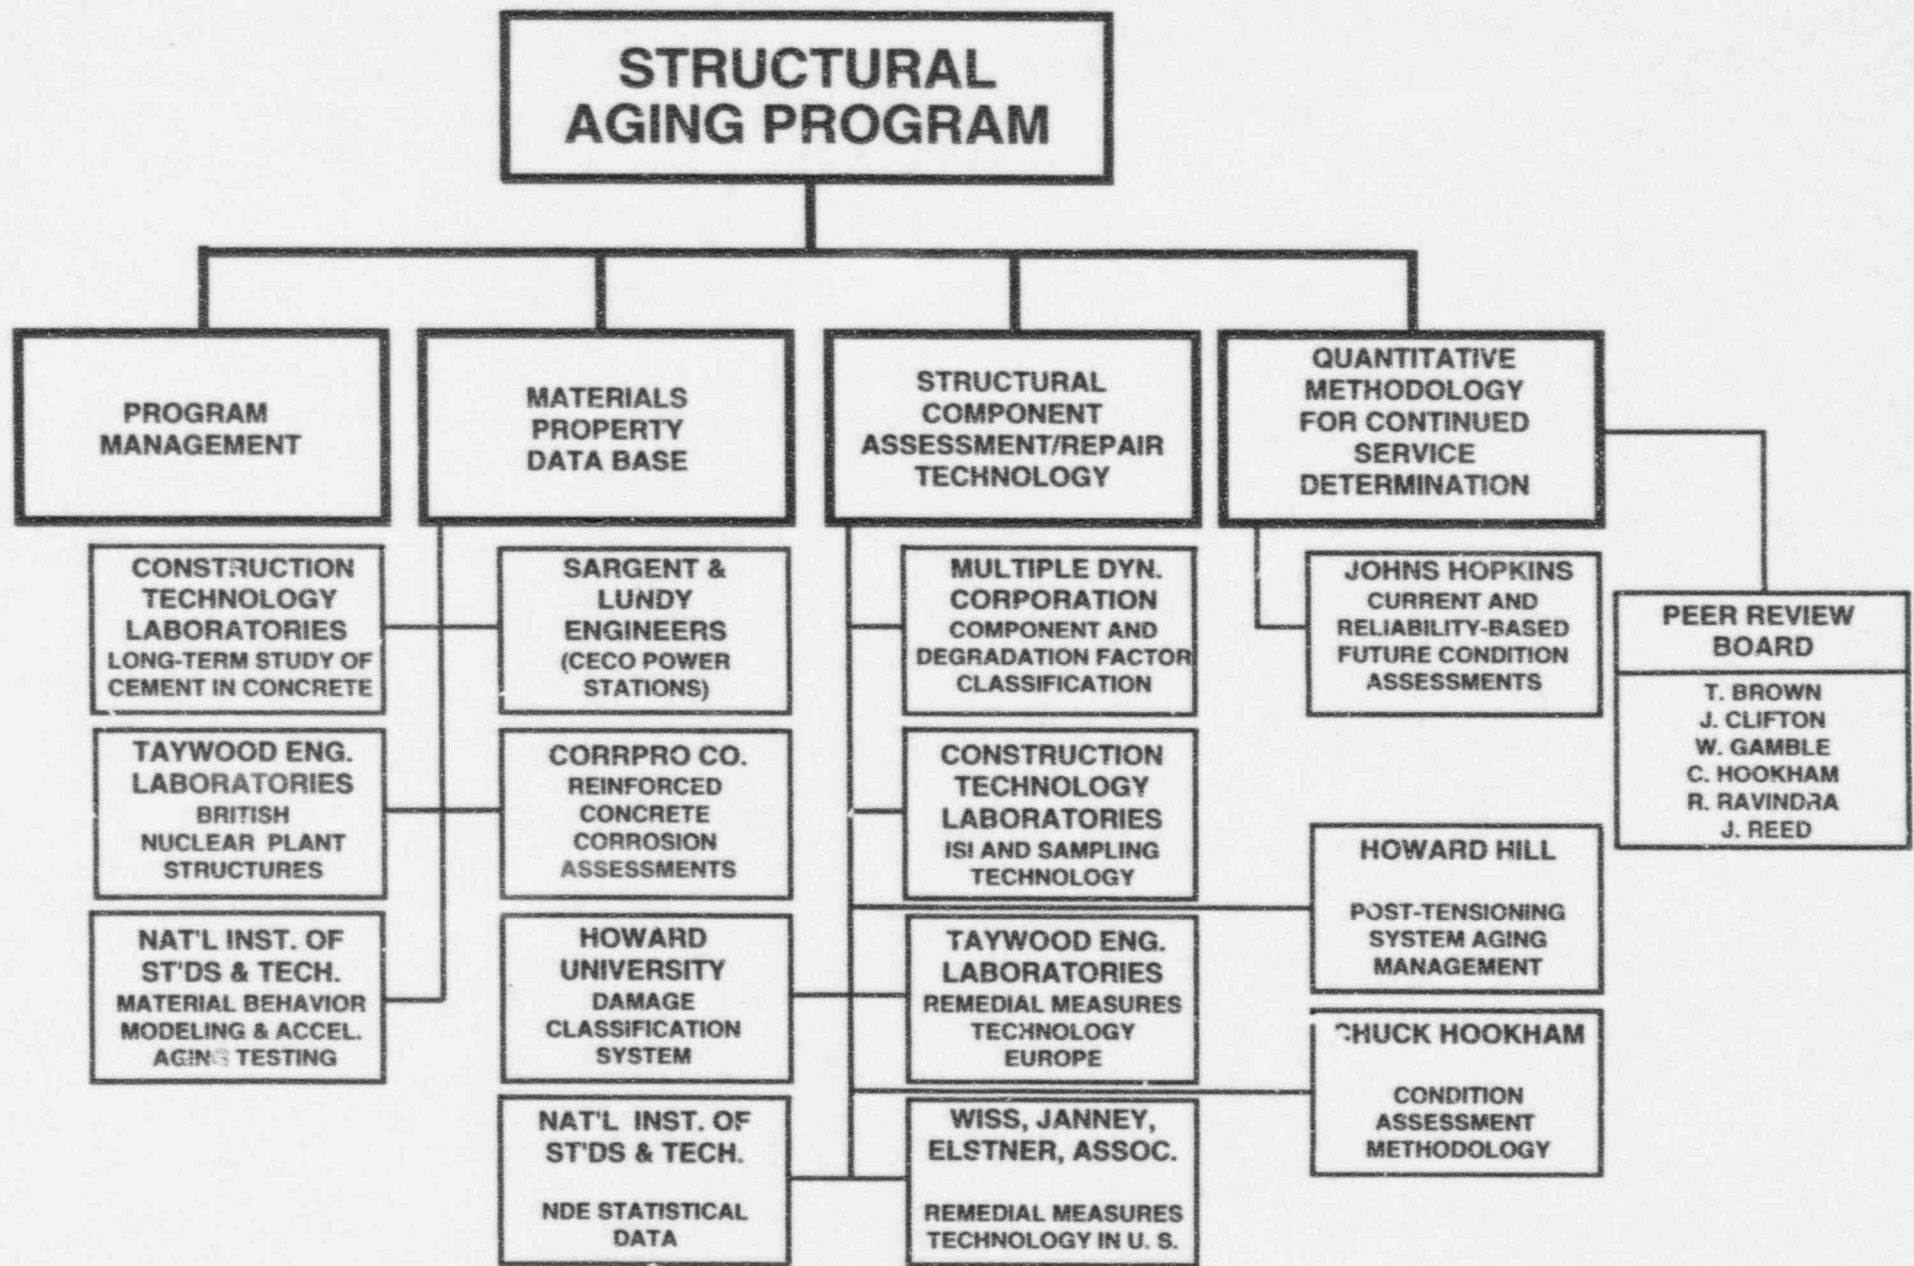 STRUCTURAL
AGING PROGRAM
PROGRAM
MANAGEMENT
MATERIALS
PROPERTY
DATA BASE
STRUCTURAL
COMPONENT
ASSESSMENT/REPAIR
TECHNOLOGY
QUANTITATIVE
METHODOLOGY
FOR CONTINUED
SERVICE
DETERMINATION
CONSTRUCTION
TECHNOLOGY
LABORATORIES
LONG-TERM STUDY OF
CEMENT IN CONCRETE
TAYWOOD ENG.
LABORATORIES
BRITISH
NUCLEAR PLANT
STRUCTURES
NAT'L INST. OF
ST'DS & TECH.
MATERIAL BEHAVIOR
MODELING & ACCEL.
AGING TESTING
SARGENT &
LUNDY
ENGINEERS
(CECO POWER
STATIONS)
CORRPRO CO.
REINFORCED
CONCRETE
CORROSION
ASSESSMENTS
HOWARD
UNIVERSITY
DAMAGE
CLASSIFICATION
SYSTEM
NAT'L INST. OF
ST'DS & TECH.
NDE STATISTICAL
DATA
MULTIPLE DYN.
CORPORATION
COMPONENT AND
DEGRADATION FACTOR
CLASSIFICATION
CONSTRUCTION
TECHNOLOGY
LABORATORIES
ISI AND SAMPLING
TECHNOLOGY
TAYWOOD ENG.
LABORATORIES
REMEDIAL MEASURES
TECHNOLOGY
EUROPE
WISS, JANNEY,
ELSTNER, ASSOC.
REMEDIAL MEASURES
TECHNOLOGY IN U. S.
JOHNS HOPKINS
CURRENT AND
RELIABILITY-BASED
FUTURE CONDITION
ASSESSMENTS
HOWARD HILL
POST-TENSIONING
SYSTEM AGING
MANAGEMENT
CHUCK HOOKHAM
CONDITION
ASSESSMENT
METHODOLOGY
PEER REVIEW
BOARD
T. BROWN
J. CLIFTON
W. GAMBLE
C. HOOKHAM
R. RAVINDRA
J. REED